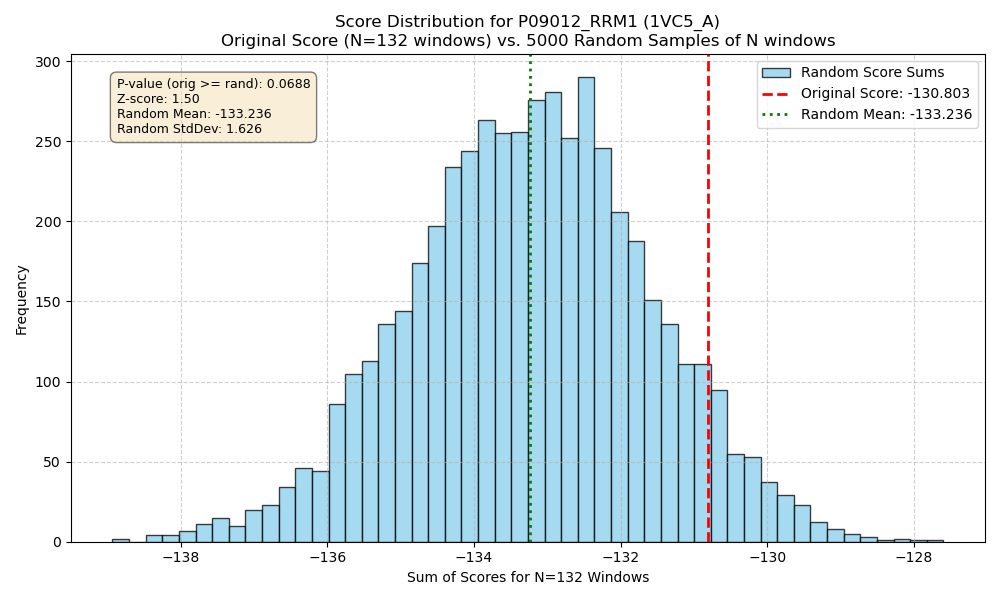 Score Distribution for P09012_RRM1 (1VC5_A)
Original Score (N=132 windows) vs. 5000 Random Samples of N windows
P-value (orig >= rand): 0.0688
Z-score: 1.50
Random Mean: -133.236
Random StdDev: 1.626
Random Score Sums
Original Score: -130.803
Random Mean: -133.236
Frequency
300
250
200
150
100
50
0
−138
−136
−134
−132
−130
−128
Sum of Scores for N=132 Windows